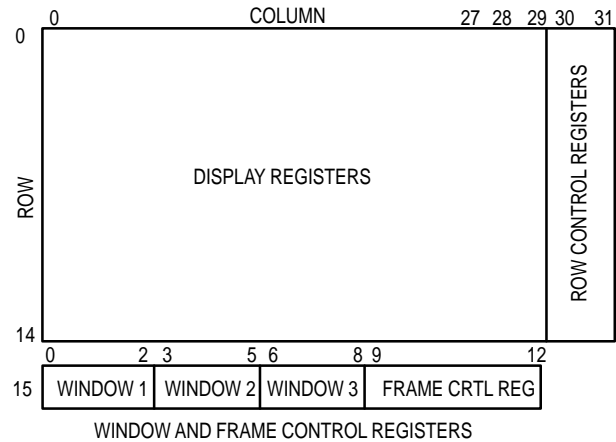 0 COLUMN 27 28 29 30 31
0
DISPLAY REGISTERS
ROW
ROW CONTROL REGISTERS
14
0 2 3 5 6 8 9 12
15 WINDOW 1 WINDOW 2 WINDOW 3 FRAME CRTL REG
WINDOW AND FRAME CONTROL REGISTERS